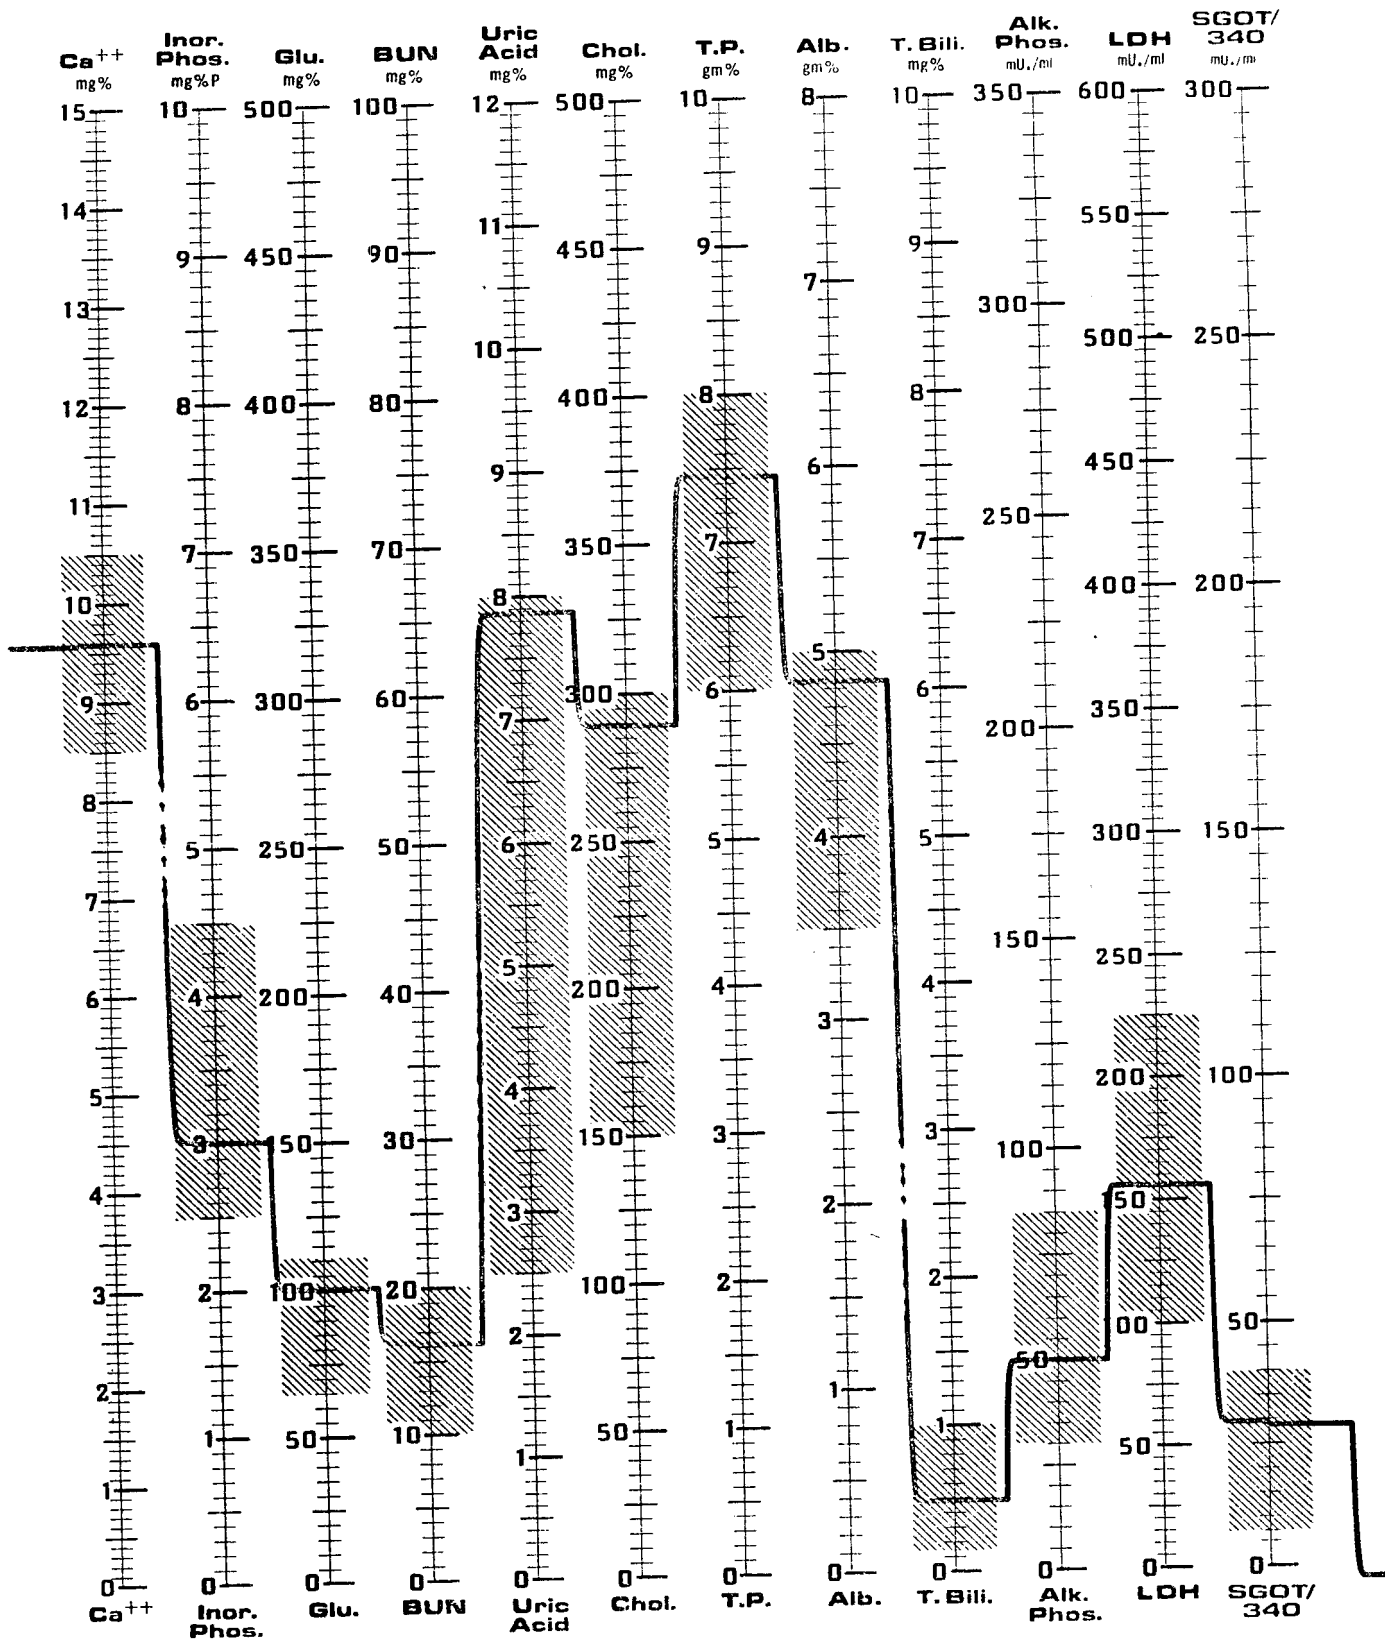 Ca++ Inor. Phos. Glu. BUN Uric Acid Chol. T.P. Alb. T. Bili. Alk. Phos. LDH SGOT/ 340
mg% mg%P mg% mg% mg% mg% gm% gm% mg% mU./ml mU./ml mU./ml
15 10 500 100 12 500 10 8 10 350 600 300
14 9 450 90 11 450 9 7 9 300 550 250
13 8 400 80 10 400 8 6 8 250 500 200
12 7 350 70 9 350 7 5 7 200 450 150
11 6 300 60 8 300 6 4 6 150 400 100
10 5 250 50 7 250 5 3 5 100 350 50
9 4 200 40 6 200 4 2 4 50 300 0
8 3 150 30 5 150 3 1 3 0 250
7 2 100 20 4 100 2 0 2 200
6 1 50 10 3 50 1 1 150
5 0 0 0 2 0 0 0 100
4 1 50
3 0 0
2
1
0
Ca++ Inor. Phos. Glu. BUN Uric Acid Chol. T.P. Alb. T. Bili. Alk. Phos. LDH SGOT/ 340